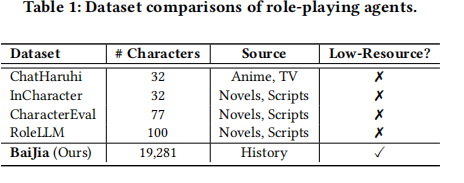 Table 1: Dataset comparisons of role-playing agents.
Dataset # Characters Source Low-Resource?
ChatHaruhi 32 Anime, TV ✗
InCharacter 32 Novels, Scripts ✗
CharacterEval 77 Novels, Scripts ✗
RoleLLM 100 Novels, Scripts ✗
BaiJia (Ours) 19,281 History ✓